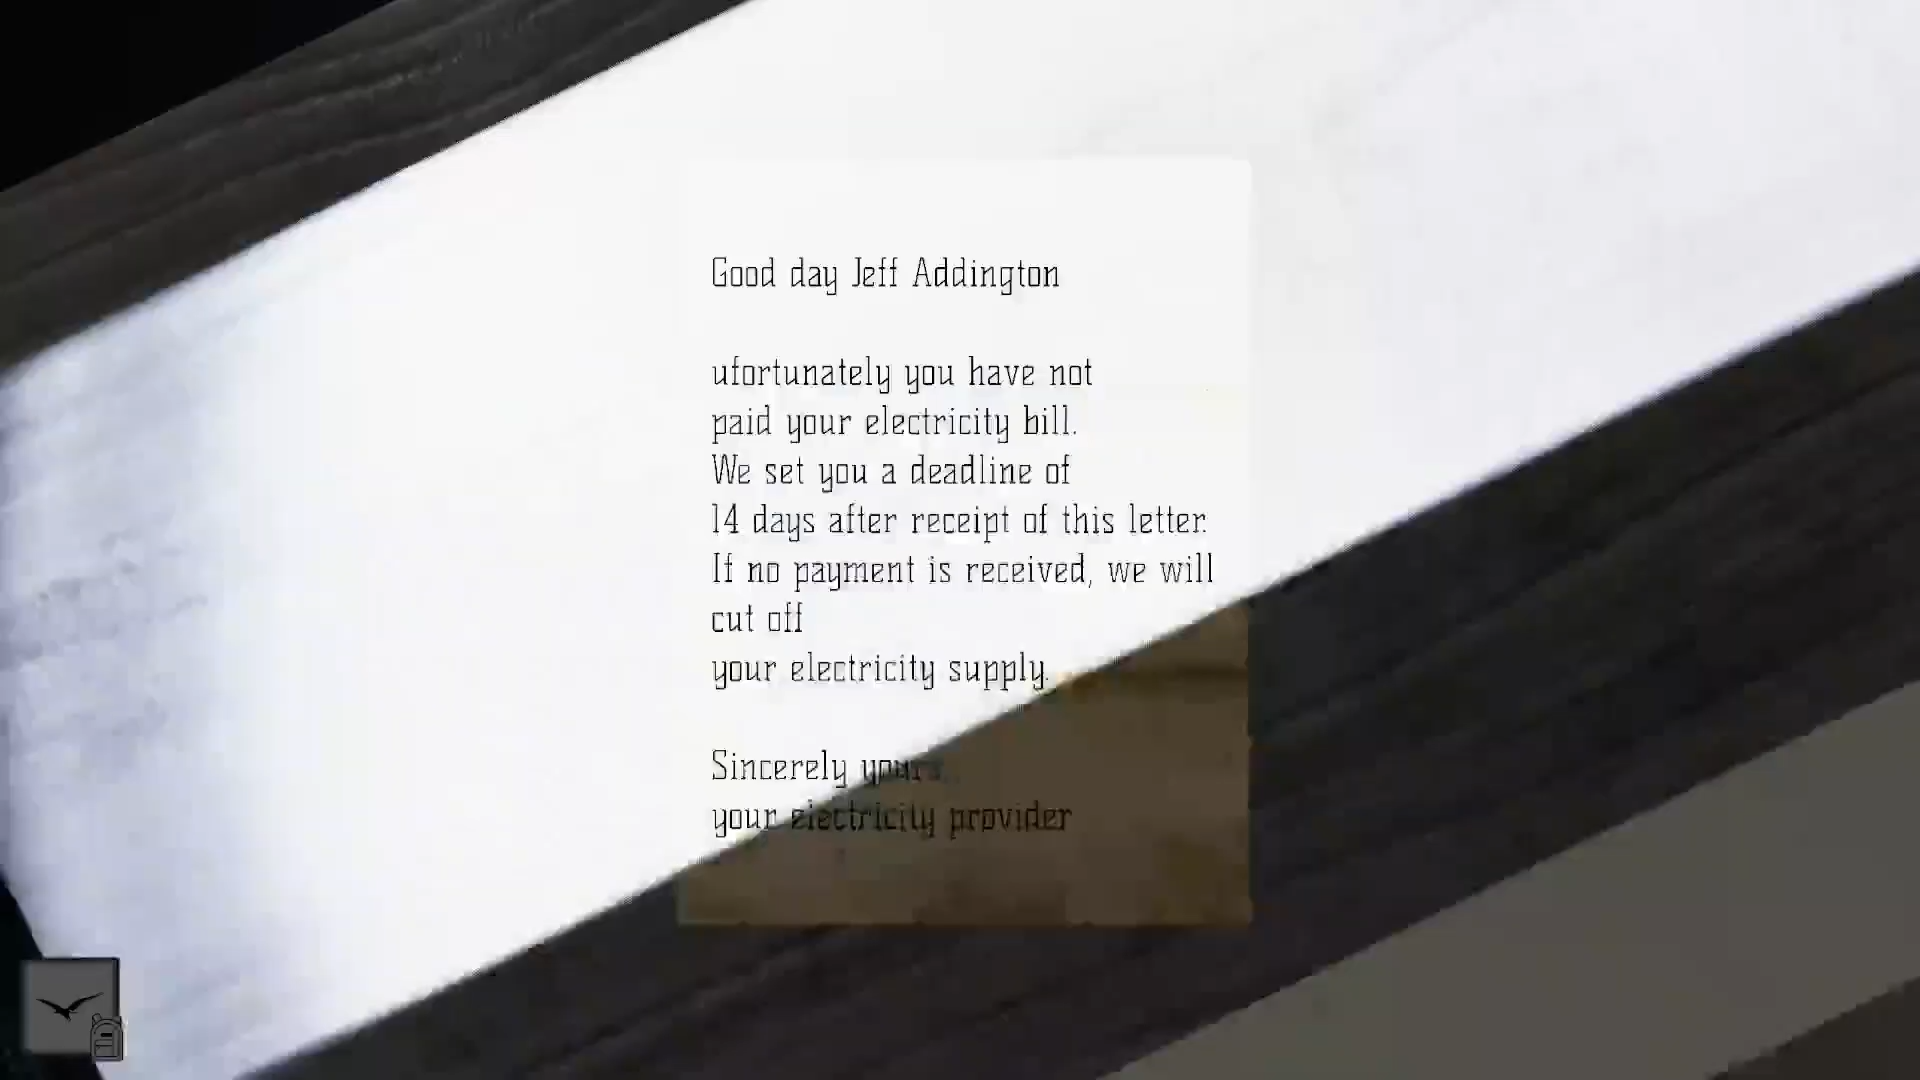 Good day Jeff Addington
ufortunately you have not
paid your electricity bill.
We set you a deadline of
14 days after receipt of this letter.
If no payment is received, we will
cut off
your electricity supply.
Sincerely yours..
your electricity provider